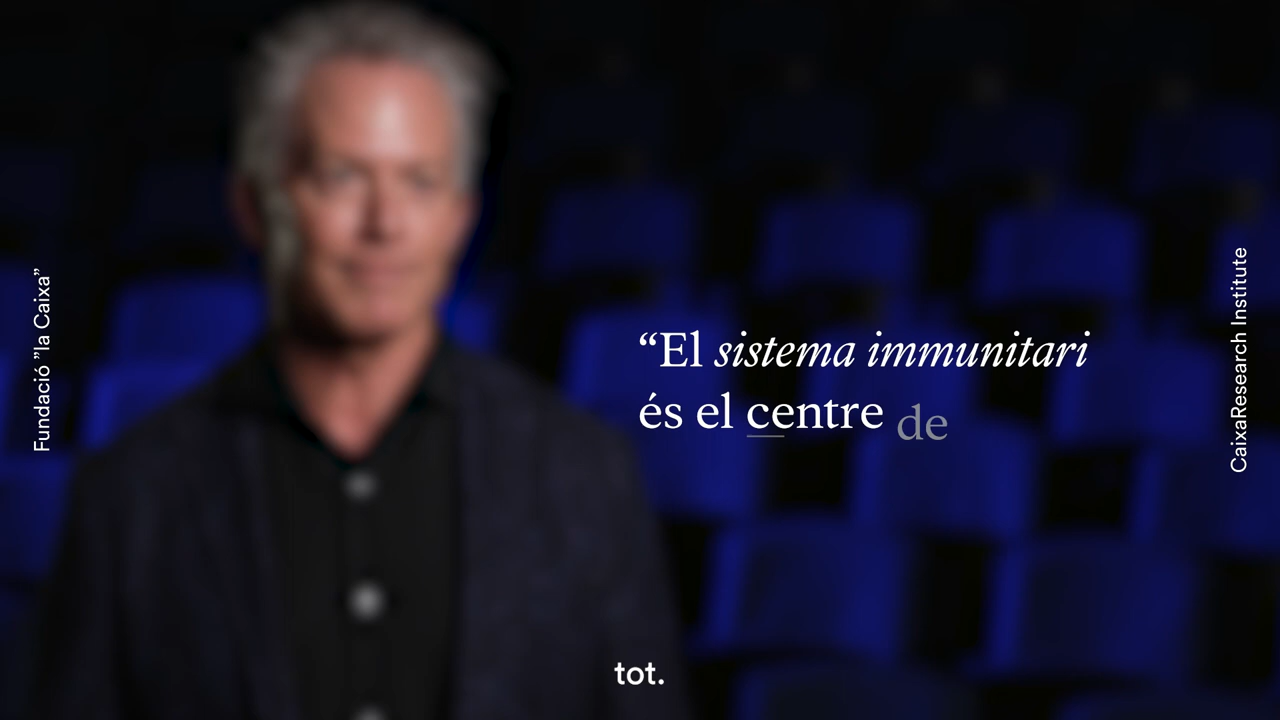 Fundació ”la Caixa”
“El sistema immunitari
és el centre de
tot.
CaixaResearch Institute